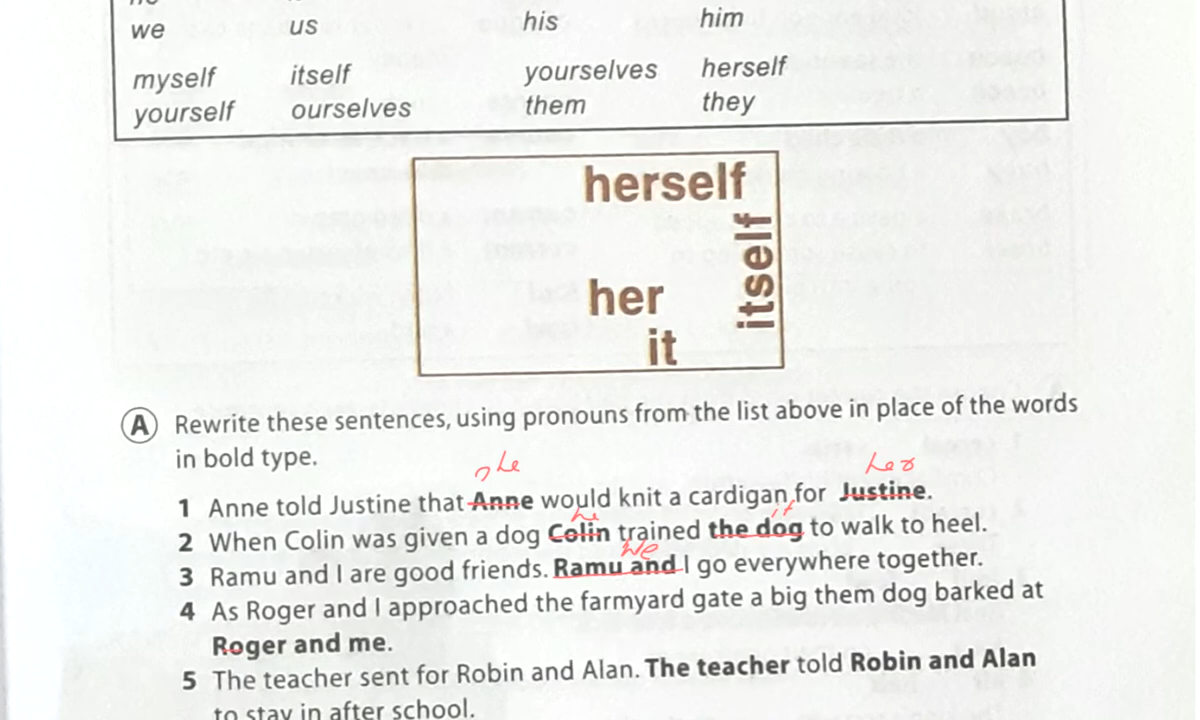 we us his him
myself itself yourselves herself
yourself ourselves them they
herself
itself
her
it
A Rewrite these sentences, using pronouns from the list above in place of the words
in bold type.
she her
1 Anne told Justine that Anne would knit a cardigan for Justine.
he it
2 When Colin was given a dog Colin trained the dog to walk to heel.
we
3 Ramu and I are good friends. Ramu and I go everywhere together.
4 As Roger and I approached the farmyard gate a big them dog barked at
Roger and me.
5 The teacher sent for Robin and Alan. The teacher told Robin and Alan
to stay in after school.